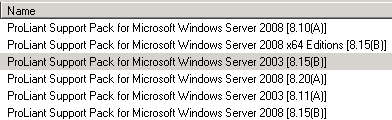 Name
ProLiant Support Pack for Microsoft Windows Server 2008 [8.10(A)]
ProLiant Support Pack for Microsoft Windows Server 2008 x64 Editions [8.15(B)]
ProLiant Support Pack for Microsoft Windows Server 2003 [8.15(B)]
ProLiant Support Pack for Microsoft Windows Server 2008 [8.20(A)]
ProLiant Support Pack for Microsoft Windows Server 2003 [8.11(A)]
ProLiant Support Pack for Microsoft Windows Server 2008 [8.15(B)]